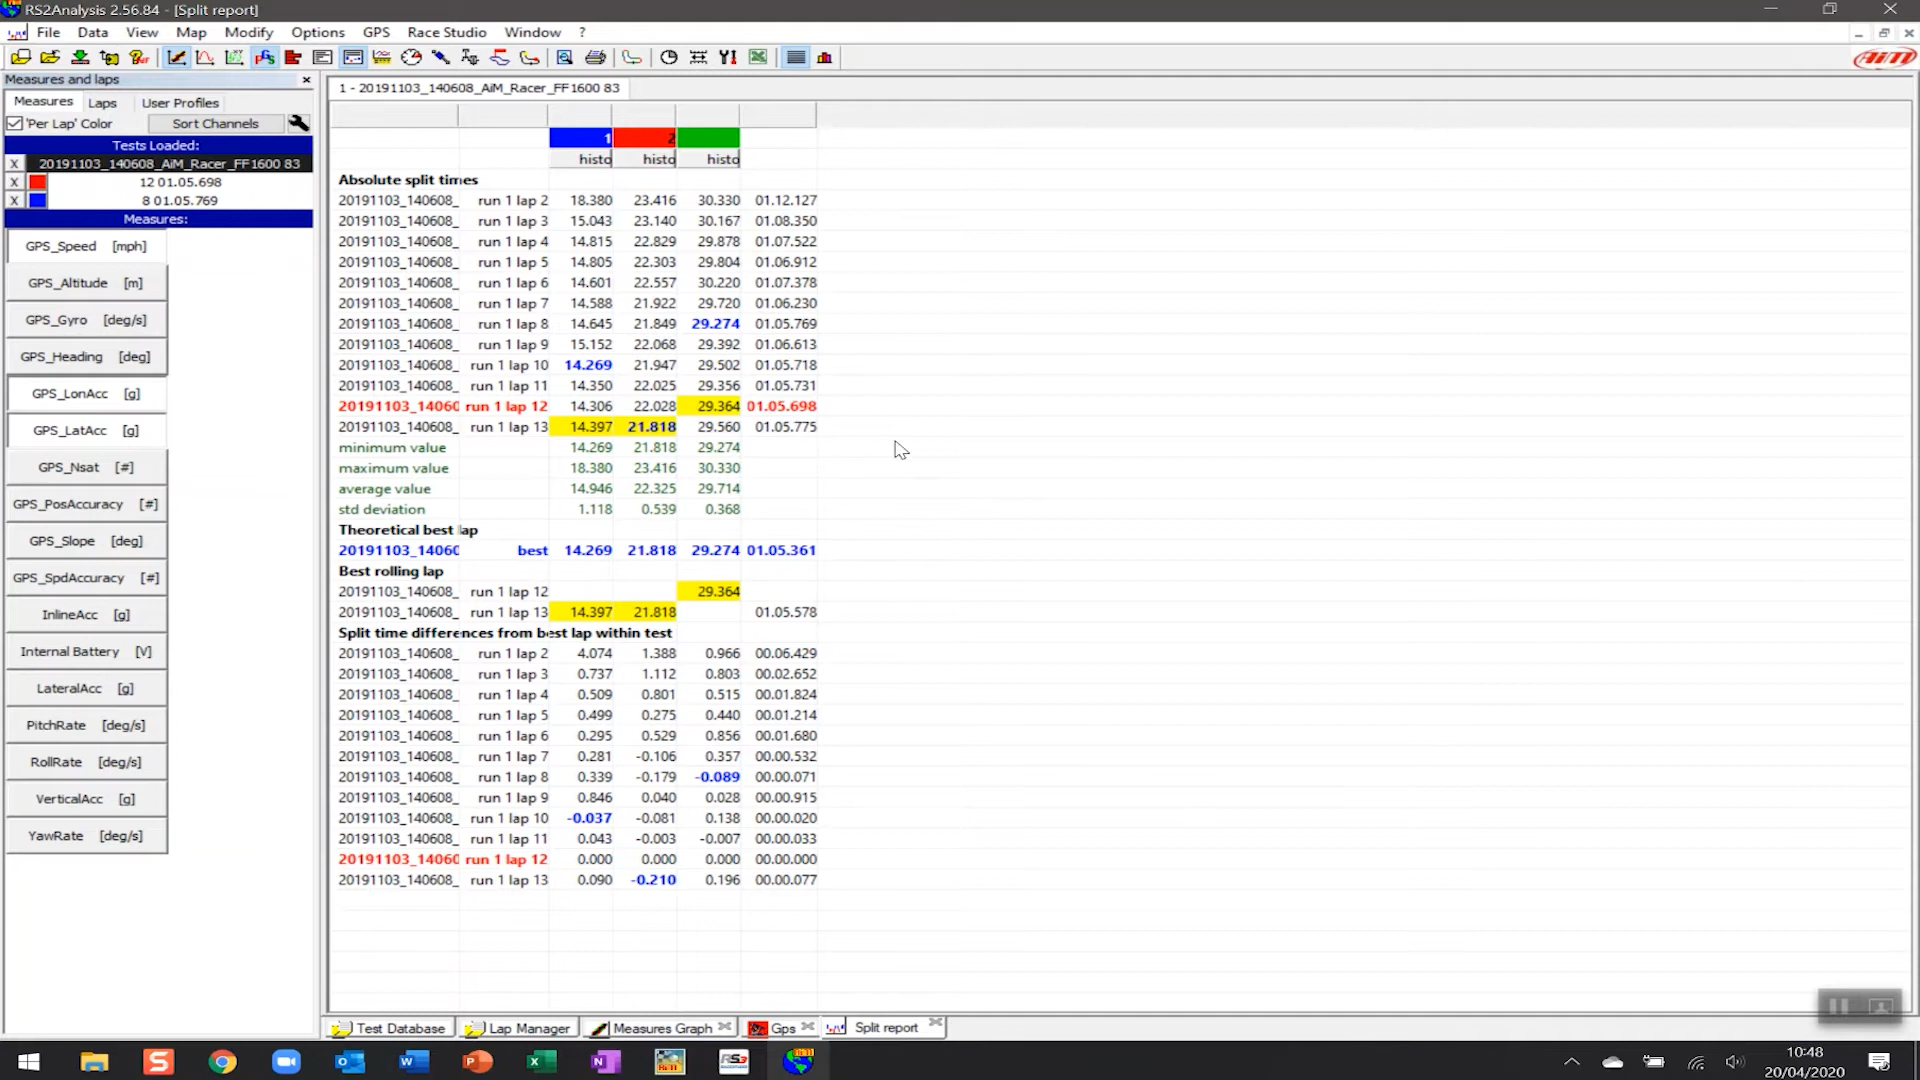 RS2Analysis 2.56.84 - [Split report]
File Data View Map Modify Options GPS Race Studio Window ?
AiM
Measures and laps
Measures Laps User Profiles
'Per Lap' Color Sort Channels
Tests Loaded:
X 20191103_140608_AiM_Racer_FF1600 83
X 12 01.05.698
X 8 01.05.769
Measures:
GPS_Speed [mph]
GPS_Altitude [m]
GPS_Gyro [deg/s]
GPS_Heading [deg]
GPS_LonAcc [g]
GPS_LatAcc [g]
GPS_Nsat [#]
GPS_PosAccuracy [#]
GPS_Slope [deg]
GPS_SpdAccuracy [#]
InlineAcc [g]
Internal Battery [V]
LateralAcc [g]
PitchRate [deg/s]
RollRate [deg/s]
VerticalAcc [g]
YawRate [deg/s]
1 - 20191103_140608_AiM_Racer_FF1600 83
1 2
histo histo histo
Absolute split times
20191103_140608_ run 1 lap 2 18.380 23.416 30.330 01.12.127
20191103_140608_ run 1 lap 3 15.043 23.140 30.167 01.08.350
20191103_140608_ run 1 lap 4 14.815 22.829 29.878 01.07.522
20191103_140608_ run 1 lap 5 14.805 22.303 29.804 01.06.912
20191103_140608_ run 1 lap 6 14.601 22.557 30.220 01.07.378
20191103_140608_ run 1 lap 7 14.588 21.922 29.720 01.06.230
20191103_140608_ run 1 lap 8 14.645 21.849 29.274 01.05.769
20191103_140608_ run 1 lap 9 15.152 22.068 29.392 01.06.613
20191103_140608_ run 1 lap 10 14.269 21.947 29.502 01.05.718
20191103_140608_ run 1 lap 11 14.350 22.025 29.356 01.05.731
20191103_14060 run 1 lap 12 14.306 22.028 29.364 01.05.698
20191103_140608_ run 1 lap 13 14.397 21.818 29.560 01.05.775
minimum value 14.269 21.818 29.274
maximum value 18.380 23.416 30.330
average value 14.946 22.325 29.714
std deviation 1.118 0.539 0.368
Theoretical best lap
20191103_14060 best 14.269 21.818 29.274 01.05.361
Best rolling lap
20191103_140608_ run 1 lap 12 29.364
20191103_140608_ run 1 lap 13 14.397 21.818 01.05.578
Split time differences from best lap within test
20191103_140608_ run 1 lap 2 4.074 1.388 0.966 00.06.429
20191103_140608_ run 1 lap 3 0.737 1.112 0.803 00.02.652
20191103_140608_ run 1 lap 4 0.509 0.801 0.515 00.01.824
20191103_140608_ run 1 lap 5 0.499 0.275 0.440 00.01.214
20191103_140608_ run 1 lap 6 0.295 0.529 0.856 00.01.680
20191103_140608_ run 1 lap 7 0.281 -0.106 0.357 00.00.532
20191103_140608_ run 1 lap 8 0.339 -0.179 -0.089 00.00.071
20191103_140608_ run 1 lap 9 0.846 0.040 0.028 00.00.915
20191103_140608_ run 1 lap 10 -0.037 -0.081 0.138 00.00.020
20191103_140608_ run 1 lap 11 0.043 -0.003 -0.007 00.00.033
20191103_14060 run 1 lap 12 0.000 0.000 0.000 00.00.000
20191103_140608_ run 1 lap 13 0.090 -0.210 0.196 00.00.077
Test Database Lap Manager Measures Graph Gps Split report
10:48
20/04/2020